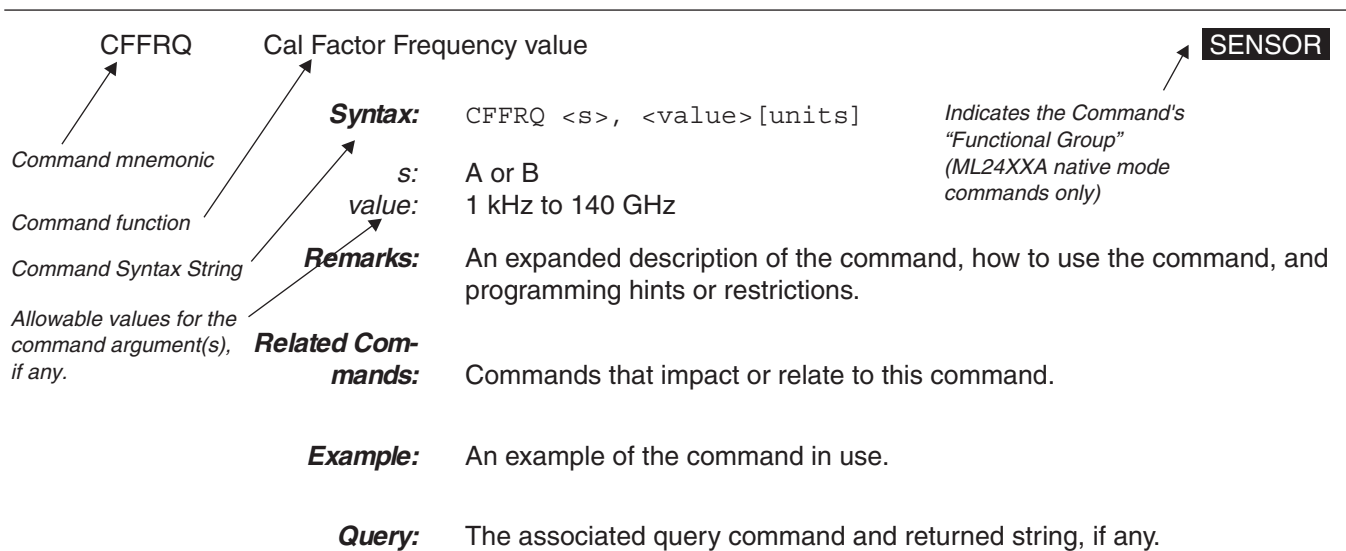 CFFRQ Cal Factor Frequency value SENSOR
Syntax: CFFRQ <s>, <value>[units]
Indicates the Command's
“Functional Group”
(ML24XXA native mode
commands only)
Command mnemonic
s: A or B
value: 1 kHz to 140 GHz
Command function
Command Syntax String
Remarks: An expanded description of the command, how to use the command, and
programming hints or restrictions.
Allowable values for the
command argument(s),
if any.
Related Com-
mands: Commands that impact or relate to this command.
Example: An example of the command in use.
Query: The associated query command and returned string, if any.